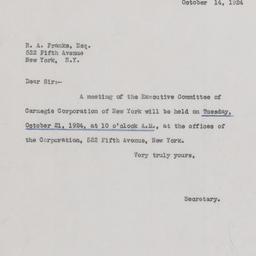 October 14, 1924
R. A. Franks, Esq.
522 Fifth Avenue
New York, N.Y.
Dear Sir:-
A meeting of the Executive Committee of
Carnegie Corporation of New York will be held on Tuesday,
October 21, 1924, at 10 o'clock A.M., at the offices of
the Corporation, 522 Fifth Avenue, New York.
Very truly yours,
Secretary.